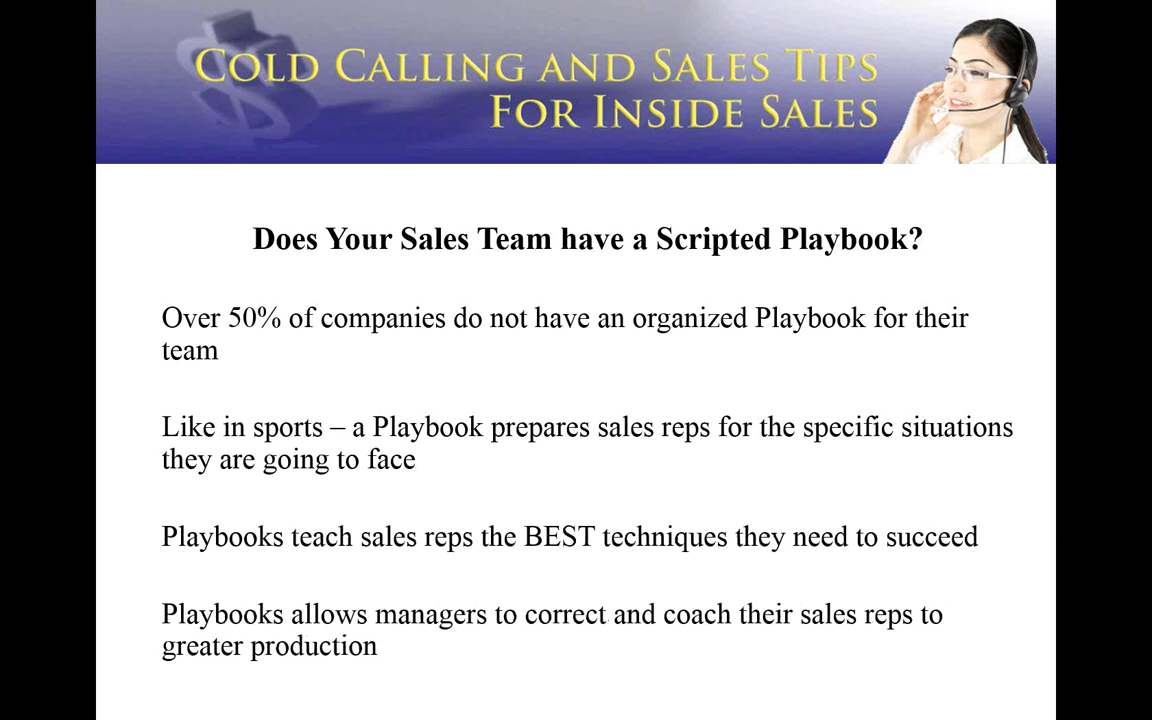 COLD CALLING AND SALES TIPS
FOR INSIDE SALES
Does Your Sales Team have a Scripted Playbook?
Over 50% of companies do not have an organized Playbook for their
team
Like in sports – a Playbook prepares sales reps for the specific situations
they are going to face
Playbooks teach sales reps the BEST techniques they need to succeed
Playbooks allows managers to correct and coach their sales reps to
greater production